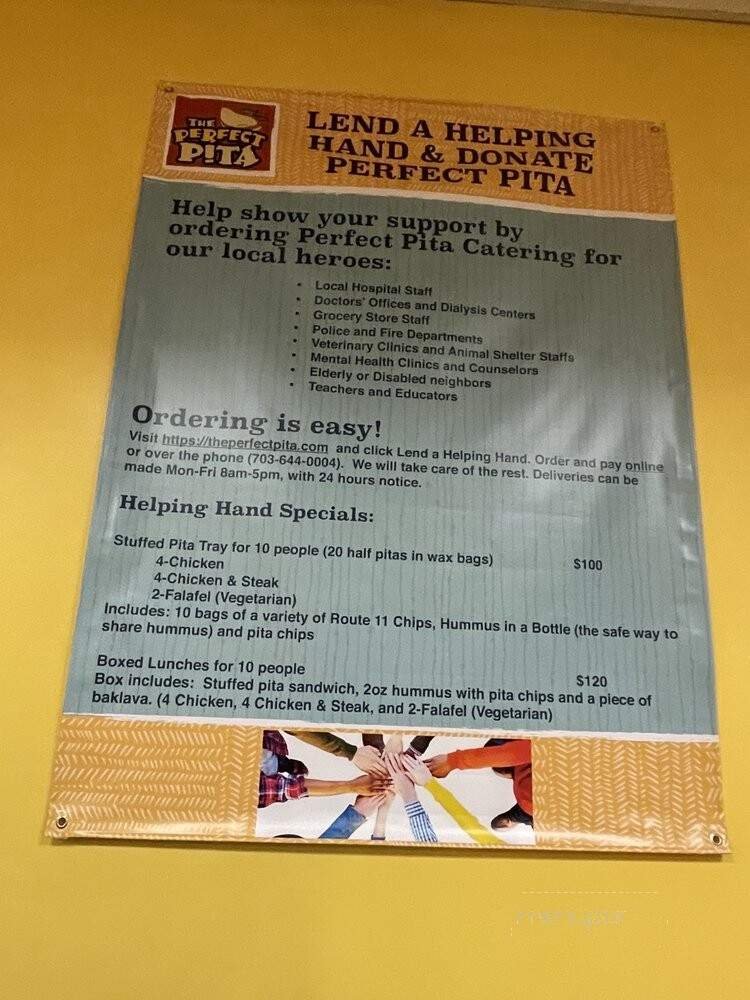 THE
PERFECT
PITA
LEND A HELPING
HAND & DONATE
PERFECT PITA
Help show your support by
ordering Perfect Pita Catering for
our local heroes:
• Local Hospital Staff
• Doctors' Offices and Dialysis Centers
• Grocery Store Staff
• Police and Fire Departments
• Veterinary Clinics and Animal Shelter Staffs
• Mental Health Clinics and Counselors
• Elderly or Disabled neighbors
• Teachers and Educators
Ordering is easy!
Visit https://theperfectpita.com and click Lend a Helping Hand. Order and pay online
or over the phone (703-644-0004). We will take care of the rest. Deliveries can be
made Mon-Fri 8am-5pm, with 24 hours notice.
Helping Hand Specials:
Stuffed Pita Tray for 10 people (20 half pitas in wax bags) $100
4-Chicken
4-Chicken & Steak
2-Falafel (Vegetarian)
Includes: 10 bags of a variety of Route 11 Chips, Hummus in a Bottle (the safe way to
share hummus) and pita chips
Boxed Lunches for 10 people $120
Box includes: Stuffed pita sandwich, 2oz hummus with pita chips and a piece of
baklava. (4 Chicken, 4 Chicken & Steak, and 2-Falafel (Vegetarian)